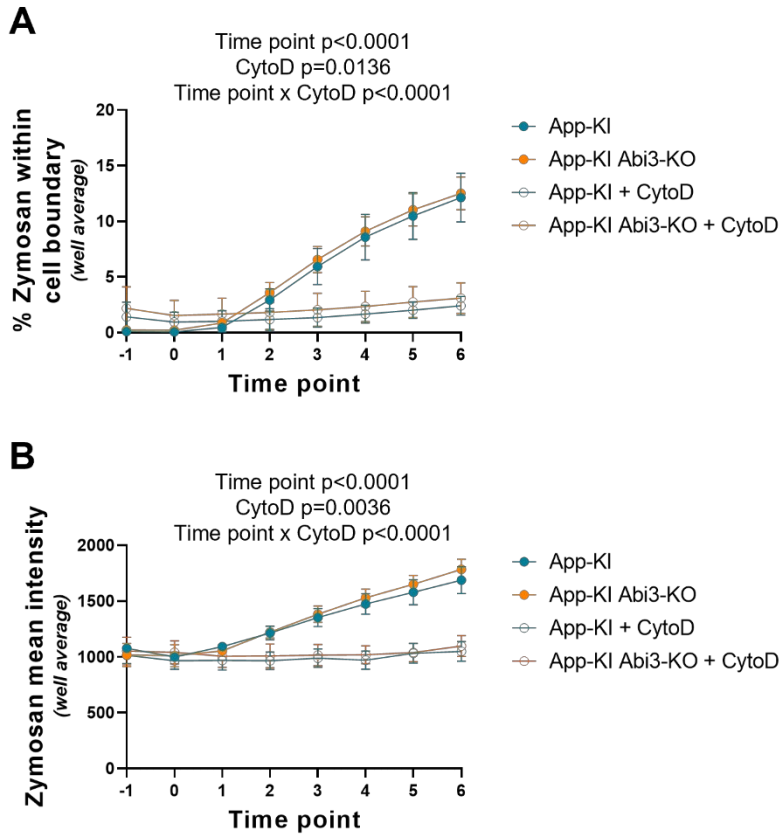 A
Time point p<0.0001
CytoD p=0.0136
Time point x CytoD p<0.0001
% Zymosan within
cell boundary
(well average)
20
15
10
5
0
-1 0 1 2 3 4 5 6
Time point
App-KI
App-KI Abi3-KO
App-KI + CytoD
App-KI Abi3-KO + CytoD
B
Time point p<0.0001
CytoD p=0.0036
Time point x CytoD p<0.0001
Zymosan mean intensity
(well average)
2000
1500
1000
500
0
-1 0 1 2 3 4 5 6
Time point
App-KI
App-KI Abi3-KO
App-KI + CytoD
App-KI Abi3-KO + CytoD